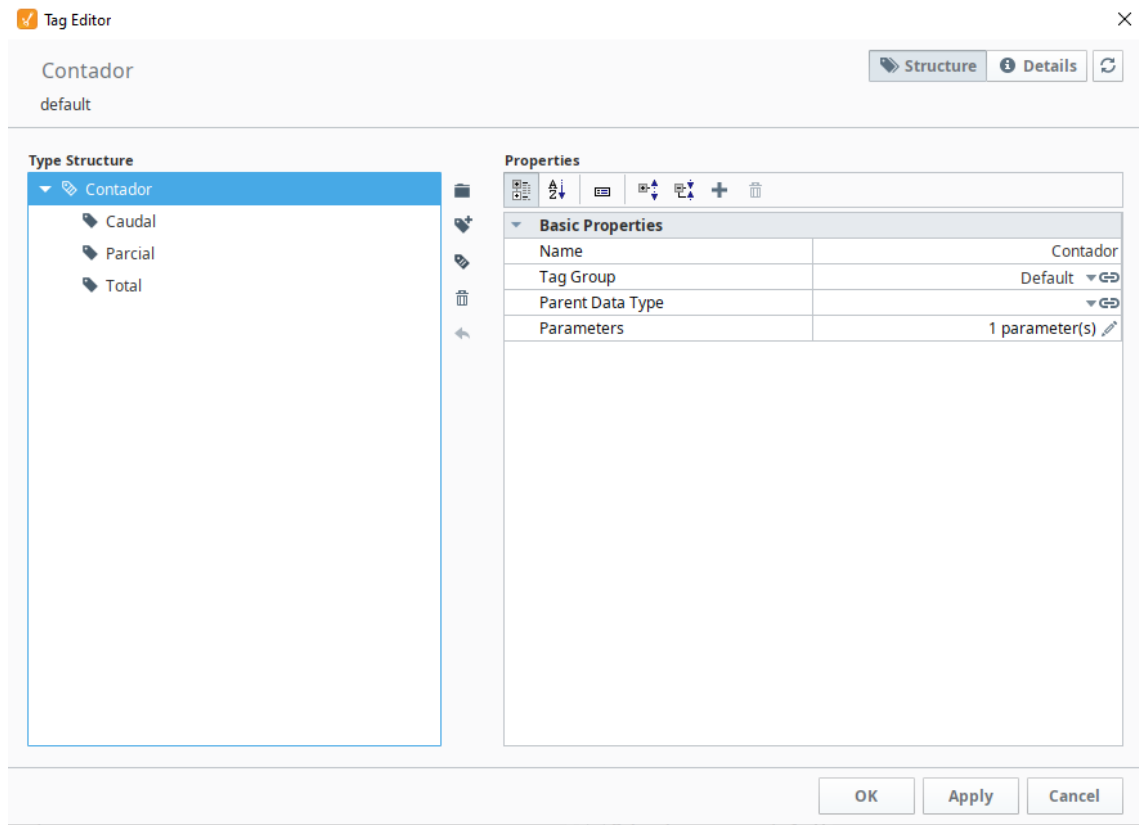 Tag Editor
Contador
default
Structure
Details
Type Structure
Contador
Caudal
Parcial
Total
Properties
Basic Properties
Name Contador
Tag Group Default
Parent Data Type
Parameters 1 parameter(s)
OK Apply Cancel